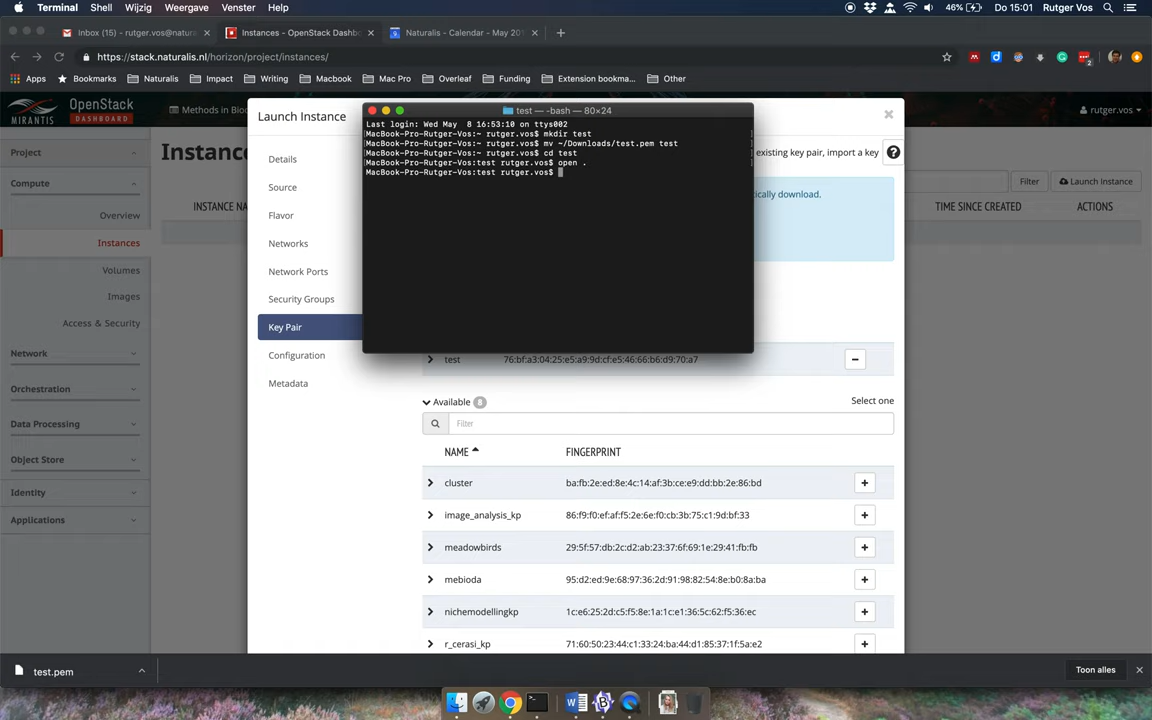 Terminal Shell Wijzig Weergave Venster Help 46% Do 15:01 Rutger Vos
Inbox (15) - rutger.vos@natura × Instances - OpenStack Dashbo × Naturalis - Calendar - May 201 ×
https://stack.naturalis.nl/horizon/project/instances/
Apps Bookmarks Naturalis Impact Writing Macbook Mac Pro Overleaf Funding Extension bookma... Other
MIRANTIS OpenStack DASHBOARD Methods in Biod rutger.vos
Launch Instance
test — -bash — 80×24
Last login: Wed May 8 16:53:10 on ttys002
[MacBook-Pro-Rutger-Vos:~ rutger.vos$ mkdir test ]
[MacBook-Pro-Rutger-Vos:~ rutger.vos$ mv ~/Downloads/test.pem test ]
[MacBook-Pro-Rutger-Vos:~ rutger.vos$ cd test ]
[MacBook-Pro-Rutger-Vos:test rutger.vos$ open . ]
MacBook-Pro-Rutger-Vos:test rutger.vos$
existing key pair, import a key ?
ically download.
Project
Compute
Overview
Instances
Volumes
Images
Access & Security
Network
Orchestration
Data Processing
Object Store
Identity
Applications
Instance
INSTANCE NA
Filter Launch Instance
TIME SINCE CREATED ACTIONS
Details
Source
Flavor
Networks
Network Ports
Security Groups
Key Pair
Configuration
Metadata
test 76:bf:a3:04:25:e5:a9:9d:cf:e5:46:66:b6:d9:70:a7
Available 8 Select one
Filter
NAME FINGERPRINT
cluster ba:fb:2e:ed:8e:4c:14:af:3b:ce:e9:dd:bb:2e:86:bd
image_analysis_kp 86:f9:f0:ef:af:f5:2e:6e:f0:cb:3b:75:c1:9d:bf:33
meadowbirds 29:5f:57:db:2c:d2:ab:23:37:6f:69:1e:29:41:fb:fb
mebioda 95:d2:ed:9e:68:97:36:2d:91:98:82:54:8e:b0:8a:ba
nichemodellingkp 1c:e6:25:2d:c5:f5:8e:1a:1c:e1:36:5c:62:f5:36:ec
r_cerasi_kp 71:60:50:23:44:c1:33:24:ba:44:d1:85:37:1f:5a:e2
test.pem
Toon alles